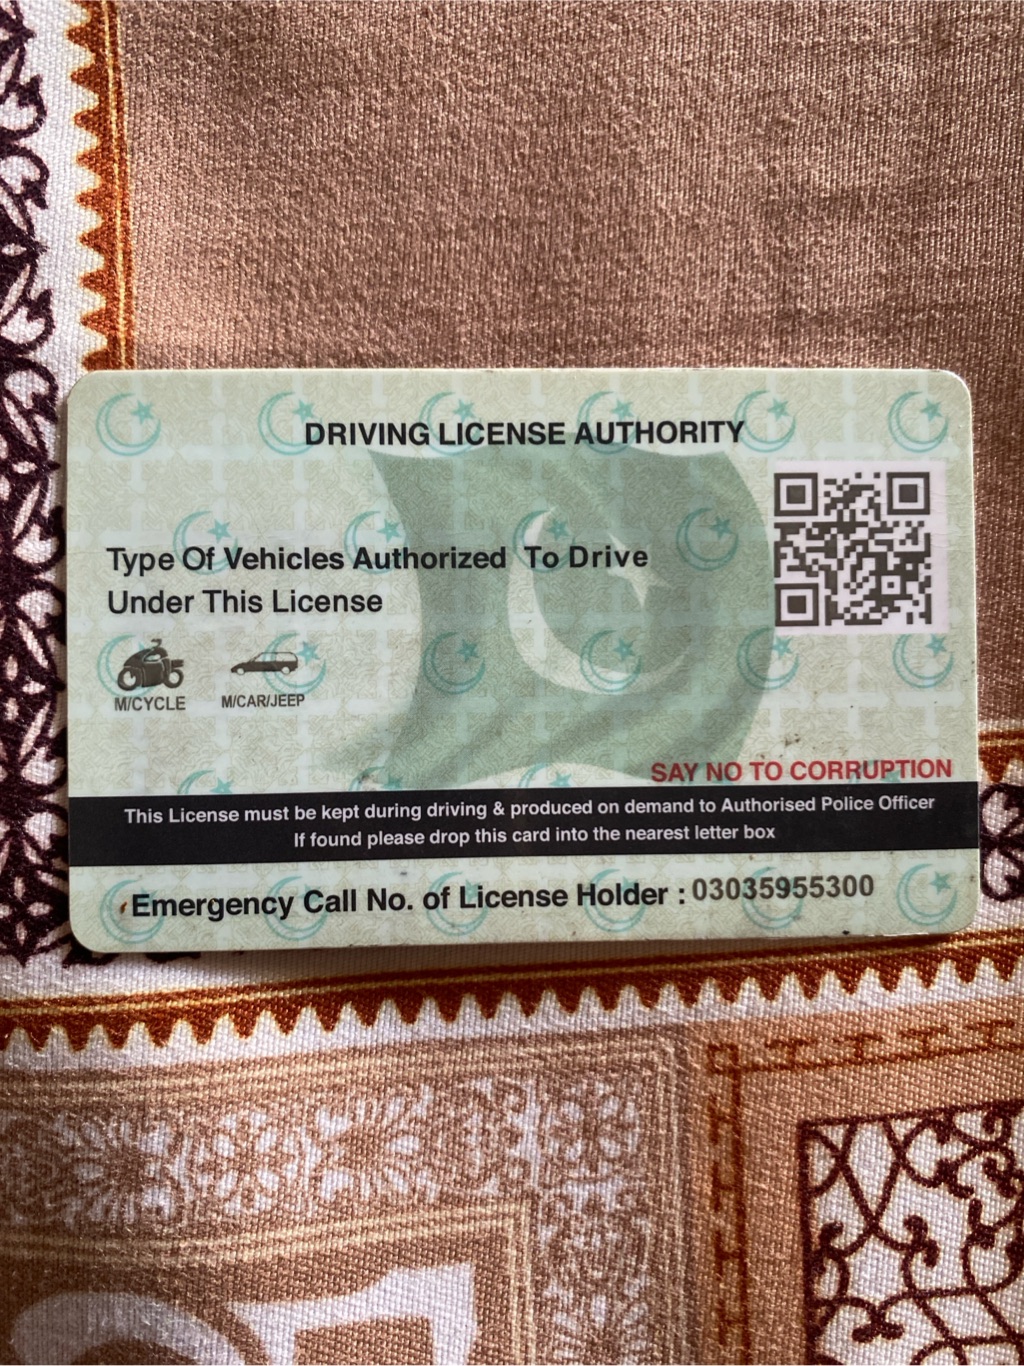 DRIVING LICENSE AUTHORITY
Type Of Vehicles Authorized To Drive
Under This License
M/CYCLE M/CAR/JEEP
SAY NO TO CORRUPTION
This License must be kept during driving & produced on demand to Authorised Police Officer
If found please drop this card into the nearest letter box
Emergency Call No. of License Holder : 03035955300